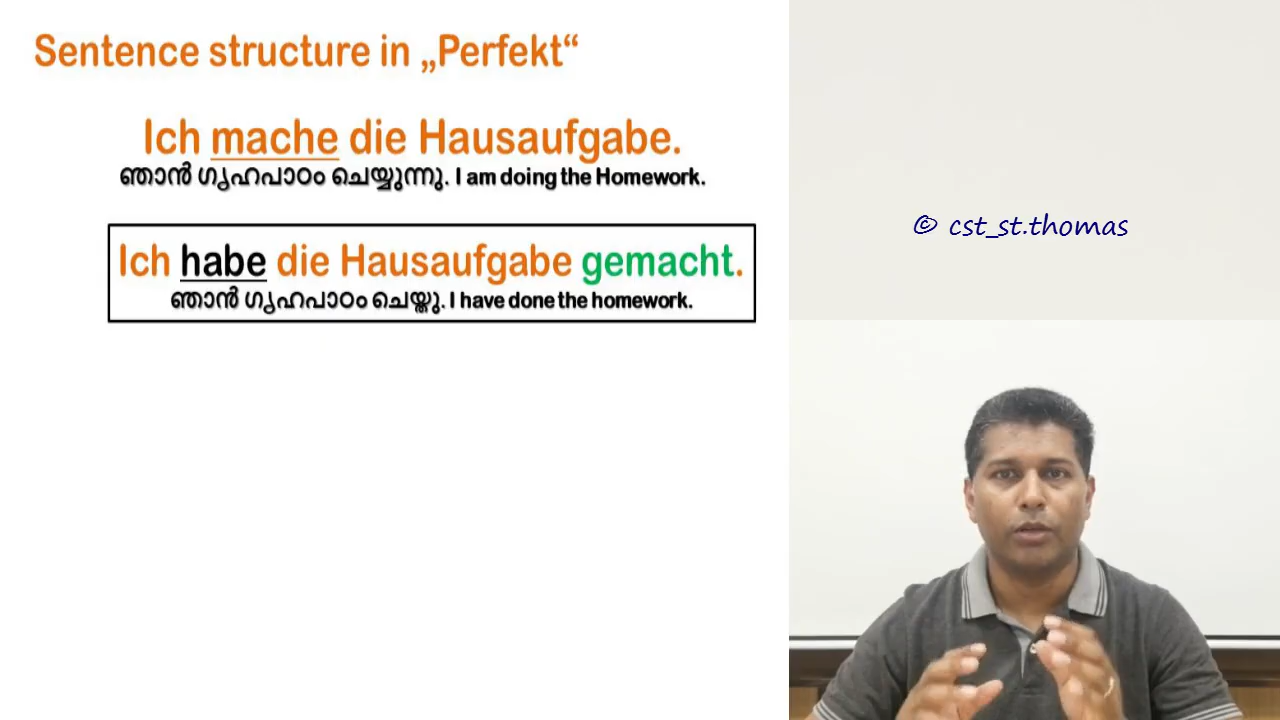 Sentence structure in „Perfekt“
Ich mache die Hausaufgabe.
ഞാൻ ഗൃഹപാഠം ചെയ്യുന്നു. I am doing the Homework.
Ich habe die Hausaufgabe gemacht.
ഞാൻ ഗൃഹപാഠം ചെയ്തു. I have done the homework.
© cst_st.thomas